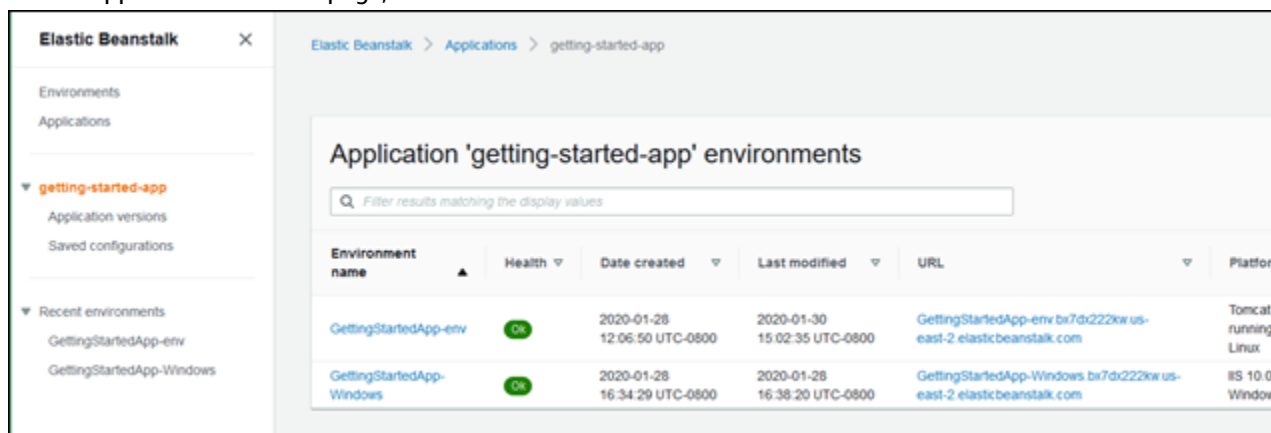 Elastic Beanstalk
Elastic Beanstalk > Applications > getting-started-app
Environments
Applications
getting-started-app
Application versions
Saved configurations
Recent environments
GettingStartedApp-env
GettingStartedApp-Windows
Application 'getting-started-app' environments
Filter results matching the display values
Environment name
Health
Date created
Last modified
URL
GettingStartedApp-env
Ok
2020-01-28
12:06:50 UTC-0800
2020-01-30
15:02:35 UTC-0800
GettingStartedApp-env.bx7dx222kw.us-
east-2.elasticbeanstalk.com
Tomcat
running
Linux
GettingStartedApp-
Windows
Ok
2020-01-28
16:34:29 UTC-0800
2020-01-28
16:38:20 UTC-0800
GettingStartedApp-Windows.bx7dx222kw.us-
east-2.elasticbeanstalk.com
IIS 10.0